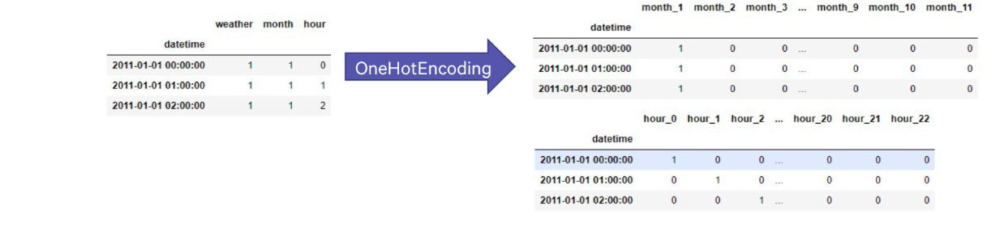 weather month hour
datetime
2011-01-01 00:00:00 1 1 0
2011-01-01 01:00:00 1 1 1
2011-01-01 02:00:00 1 1 2
OneHotEncoding
month_1 month_2 month_3 ... month_9 month_10 month_11
datetime
2011-01-01 00:00:00 1 0 0 ... 0 0 0
2011-01-01 01:00:00 1 0 0 ... 0 0 0
2011-01-01 02:00:00 1 0 0 ... 0 0 0
hour_0 hour_1 hour_2 ... hour_20 hour_21 hour_22
datetime
2011-01-01 00:00:00 1 0 0 ... 0 0 0
2011-01-01 01:00:00 0 1 0 ... 0 0 0
2011-01-01 02:00:00 0 0 1 ... 0 0 0